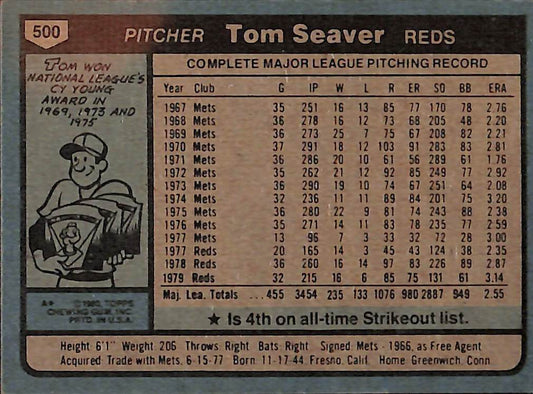 500 PITCHER Tom Seaver REDS
TOM WON
NATIONAL LEAGUE'S
CY YOUNG
AWARD IN
1969, 1973 AND
1975
A★ ©1980, TOPPS
CHEWING GUM, INC.
PRTD. IN U.S.A.
COMPLETE MAJOR LEAGUE PITCHING RECORD
Year Club G IP W L R ER SO BB ERA
1967 Mets 35 251 16 13 85 77 170 78 2.76
1968 Mets 36 278 16 12 73 68 205 48 2.20
1969 Mets 36 273 25 7 75 67 208 82 2.21
1970 Mets 37 291 18 12 103 91 283 83 2.81
1971 Mets 36 286 20 10 61 56 289 61 1.76
1972 Mets 35 262 21 12 92 85 249 77 2.92
1973 Mets 36 290 19 10 74 67 251 64 2.08
1974 Mets 32 236 11 11 89 84 201 75 3.20
1975 Mets 36 280 22 9 81 74 243 88 2.38
1976 Mets 35 271 14 11 83 78 235 77 2.59
1977 Mets 13 96 7 3 33 32 72 28 3.00
1977 Reds 20 165 14 3 45 43 124 38 2.35
1978 Reds 36 260 16 14 97 83 226 89 2.87
1979 Reds 32 215 16 6 85 75 131 61 3.14
Maj. Lea. Totals ...455 3454 235 133 1076 980 2887 949 2.55
★ Is 4th on all-time Strikeout list.
Height: 6'1" Weight: 206 Throws: Right Bats: Right Signed: Mets - 1966, as Free Agent
Acquired: Trade with Mets, 6-15-77 Born: 11-17-44 Fresno, Calif. Home: Greenwich, Conn.